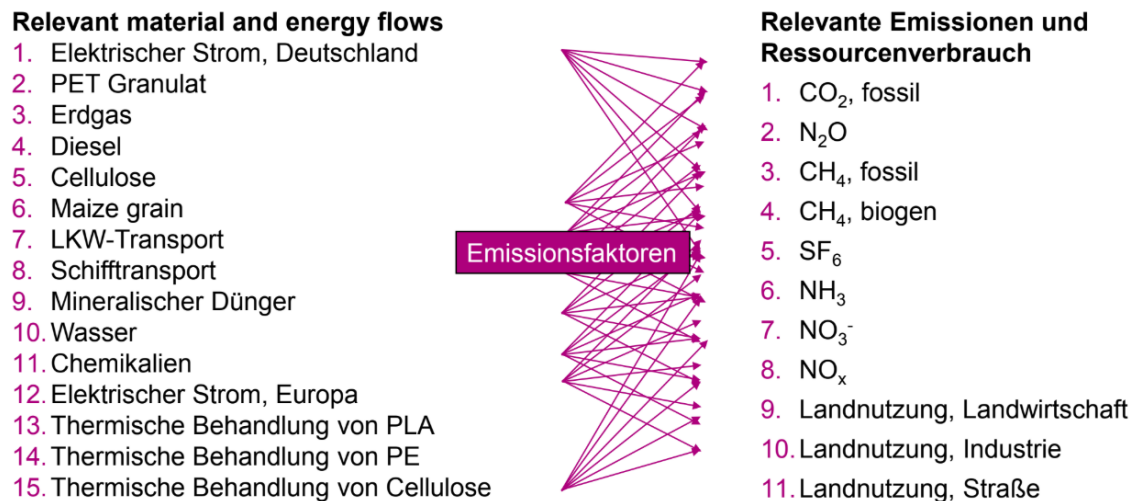 Relevant material and energy flows
1. Elektrischer Strom, Deutschland
2. PET Granulat
3. Erdgas
4. Diesel
5. Cellulose
6. Maize grain
7. LKW-Transport
8. Schifftransport
9. Mineralischer Dünger
10. Wasser
11. Chemikalien
12. Elektrischer Strom, Europa
13. Thermische Behandlung von PLA
14. Thermische Behandlung von PE
15. Thermische Behandlung von Cellulose
Emissionsfaktoren
Relevante Emissionen und
Ressourcenverbrauch
1. CO₂, fossil
2. N₂O
3. CH₄, fossil
4. CH₄, biogen
5. SF₆
6. NH₃
7. NO₃⁻
8. NOₓ
9. Landnutzung, Landwirtschaft
10. Landnutzung, Industrie
11. Landnutzung, Straße